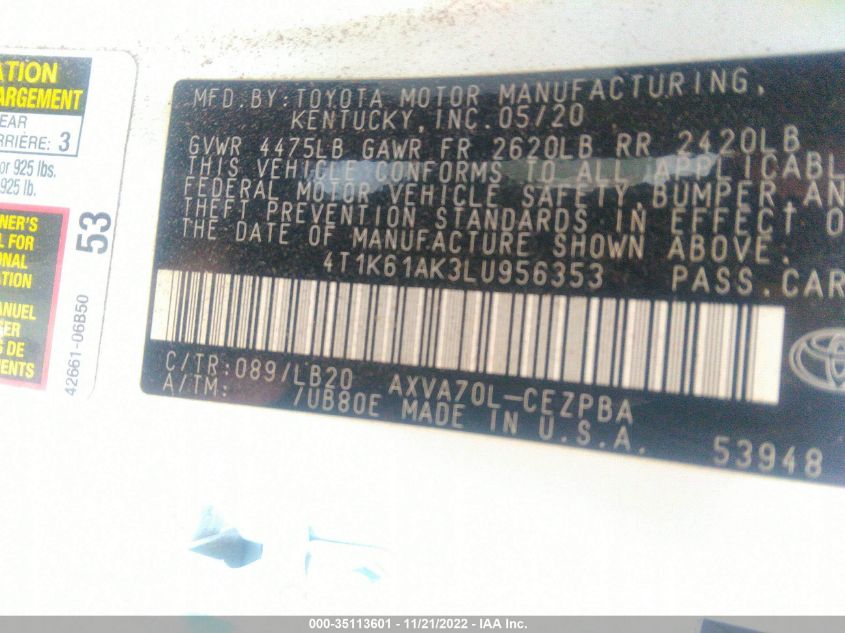 ATION
ARGEMENT
EAR
RRIÈRE: 3
or 925 lbs.
925 lb.
NER'S
L FOR
ONAL
ATION
ANUEL
ER
S DE
MENTS
53
42661-06B50
MFD.BY:TOYOTA MOTOR MANUFACTURING,
KENTUCKY, INC.05/20
GVWR 4475LB GAWR FR 2620LB RR 2420LB
THIS VEHICLE CONFORMS TO ALL APPLICABL
FEDERAL MOTOR VEHICLE SAFETY, BUMPER, AN
THEFT PREVENTION STANDARDS IN EFFECT O
THE DATE OF MANUFACTURE SHOWN ABOVE.
4T1K61AK3LU956353 PASS.CAR
C/TR:089/LB20 AXVA70L-CEZPBA
A/TM: /UB80E MADE IN U.S.A.
53948
000-35113601 - 11/21/2022 - IAA Inc.